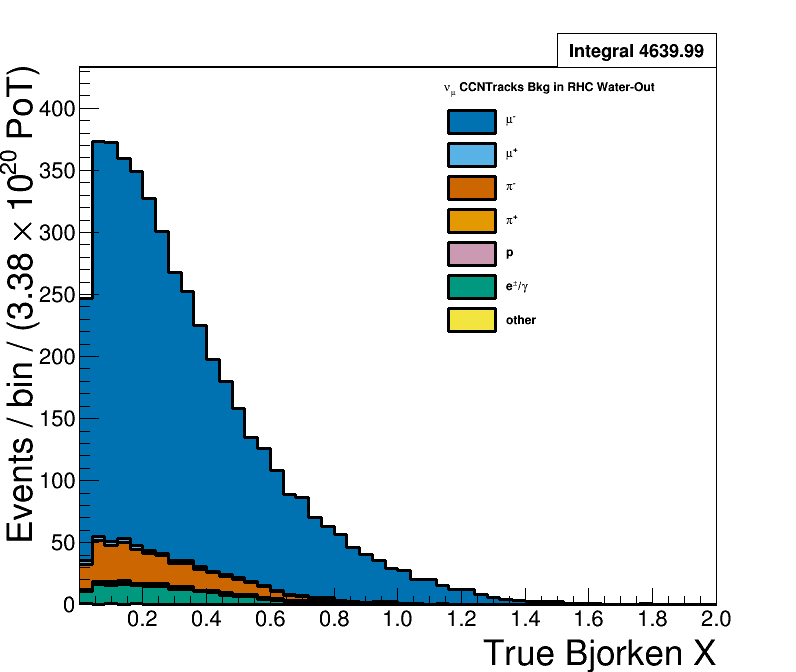 Integral 4639.99
ν_μ CCNTracks Bkg in RHC Water-Out
μ⁻
μ⁺
π⁻
π⁺
p
e±/γ
other
Events / bin / (3.38 × 10²⁰ PoT)
400
350
300
250
200
150
100
50
0
0.2 0.4 0.6 0.8 1.0 1.2 1.4 1.6 1.8 2.0
True Bjorken X